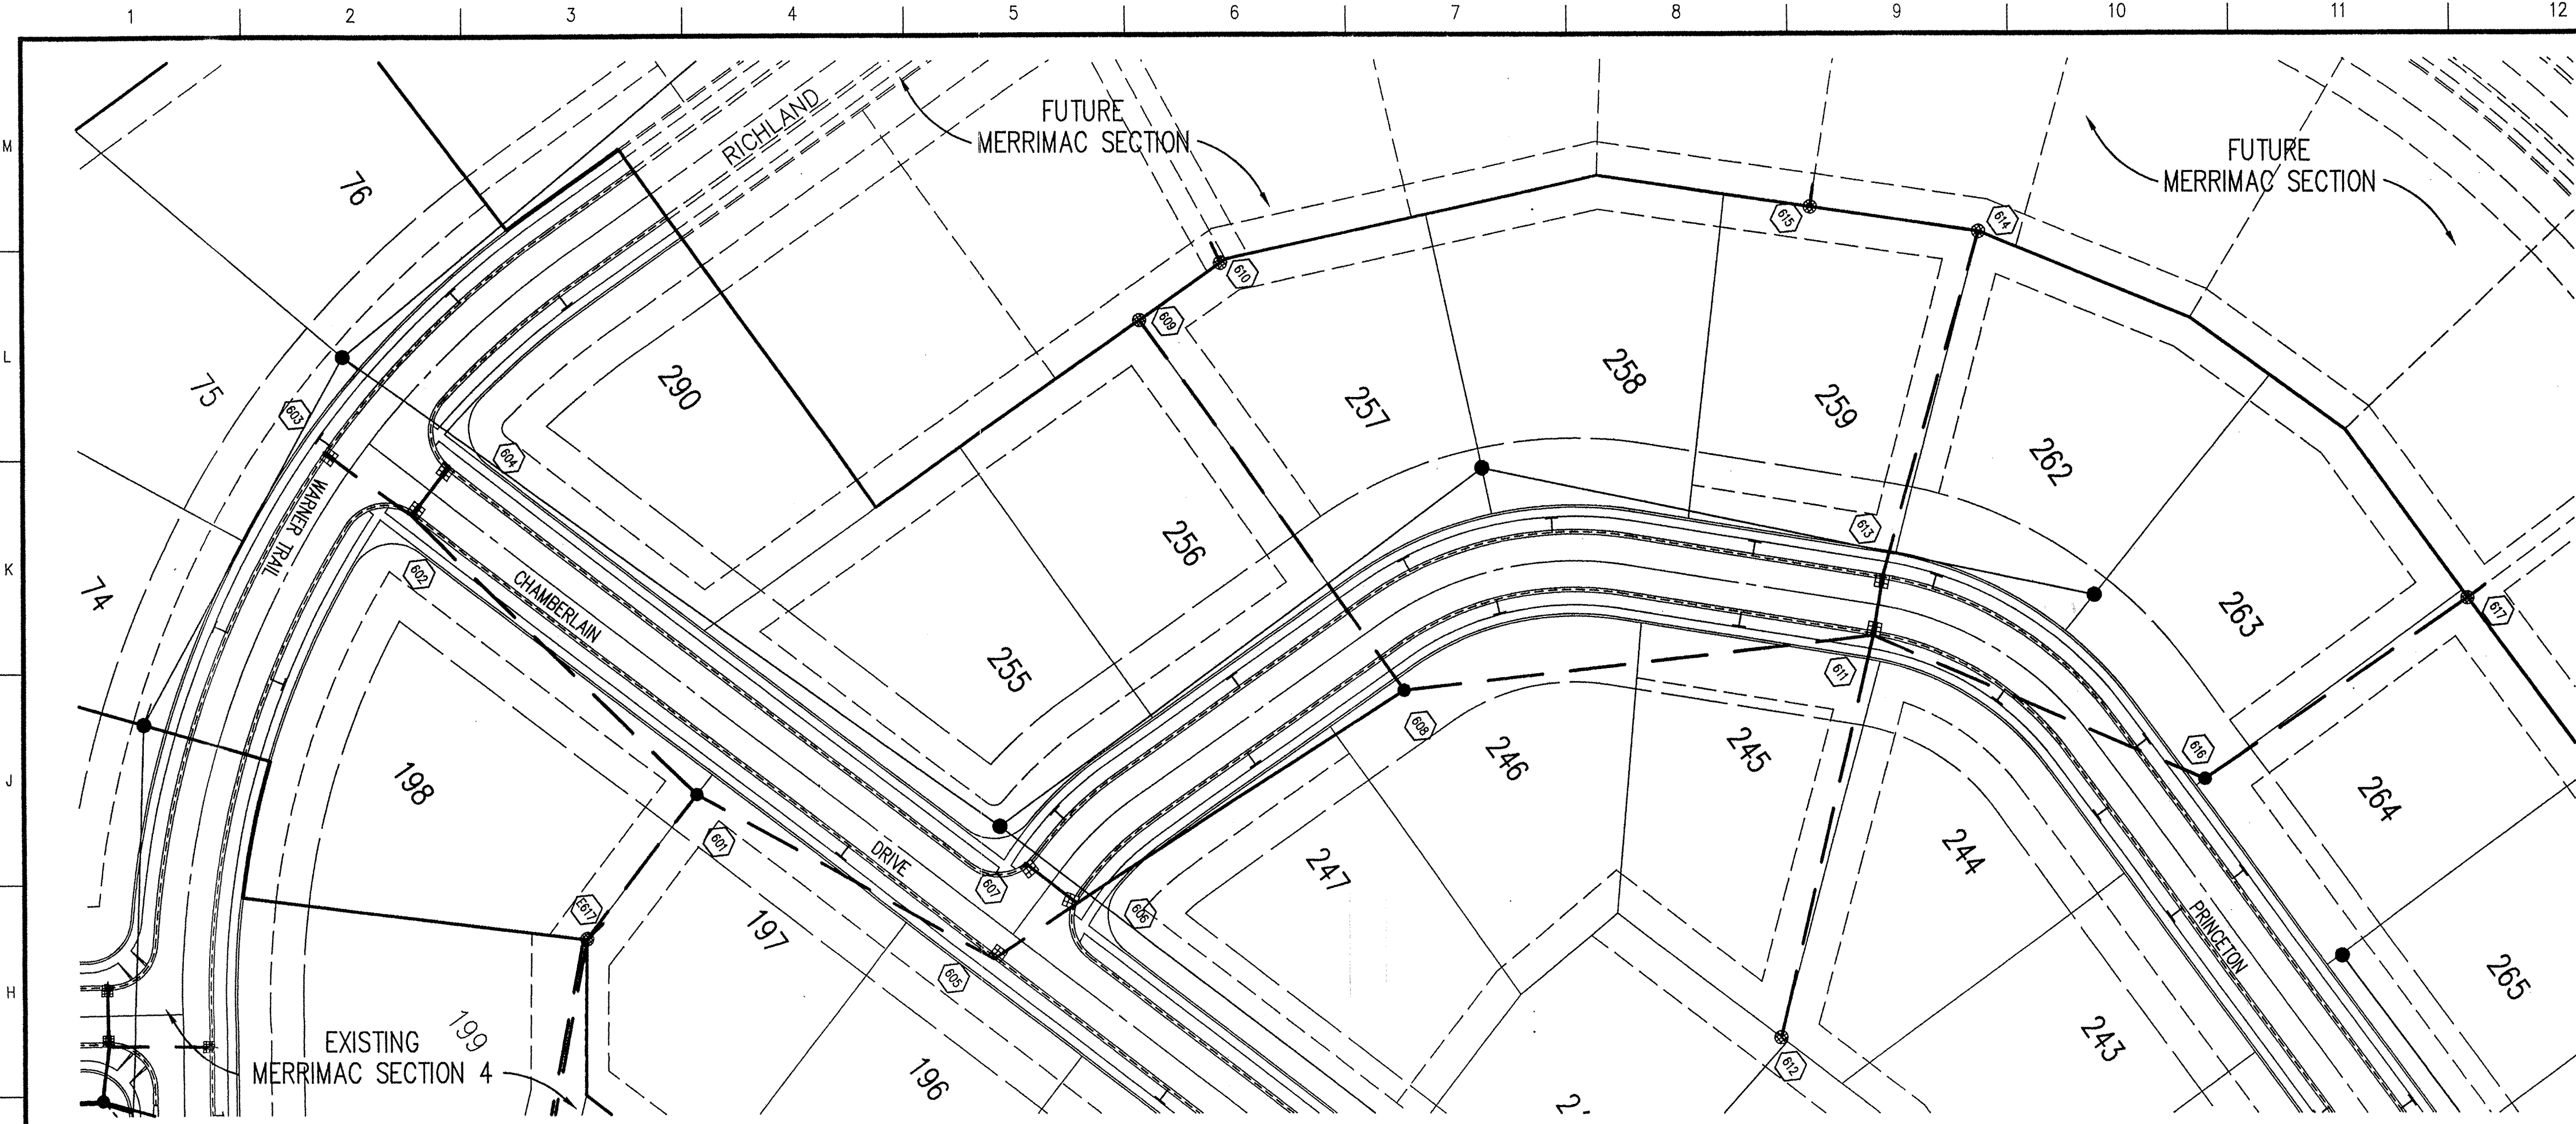 1 2 3 4 5 6 7 8 9 10 11 12
M
L
K
J
H
RICHLAND
FUTURE
MERRIMAC SECTION
FUTURE
MERRIMAC SECTION
76
75
74
290
257
258
259
262
263
264
265
256
255
246
245
244
243
247
198
197
199
196
603
604
602
601
E617
605
607
606
608
609
610
615
614
613
611
616
617
612
WARNER TRAIL
CHAMBERLAIN
DRIVE
PRINCETON
EXISTING
MERRIMAC SECTION 4